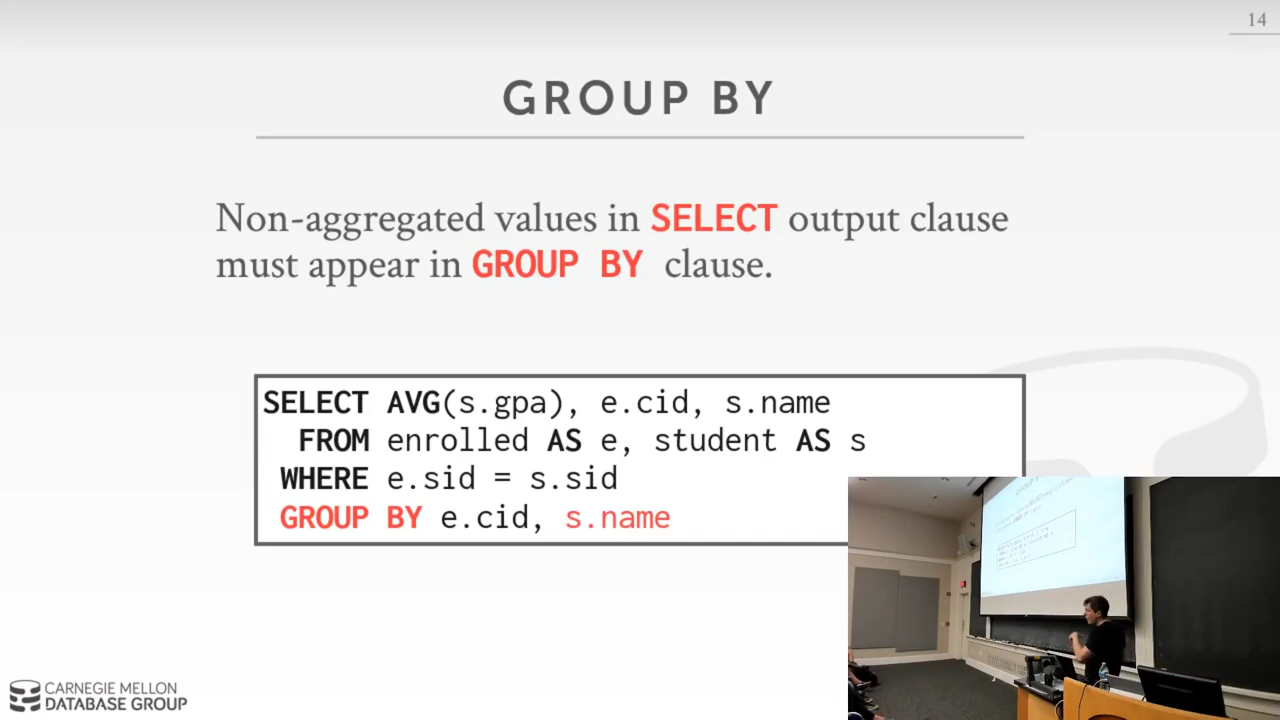 14
GROUP BY
Non-aggregated values in SELECT output clause
must appear in GROUP BY clause.
SELECT AVG(s.gpa), e.cid, s.name
FROM enrolled AS e, student AS s
WHERE e.sid = s.sid
GROUP BY e.cid, s.name
CARNEGIE MELLON
DATABASE GROUP